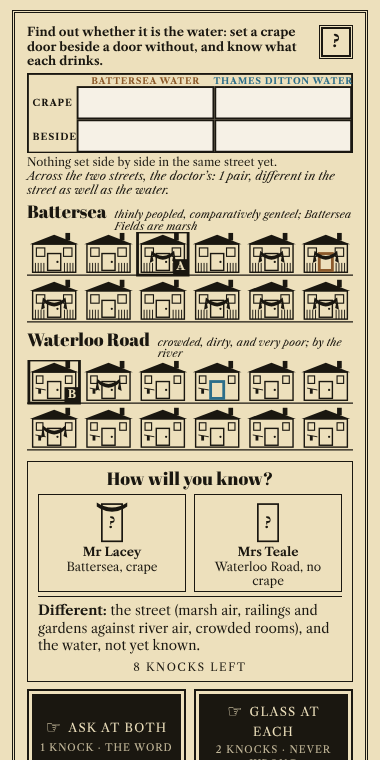 Find out whether it is the water: set a crape
door beside a door without, and know what
each drinks.
?
BATTERSEA WATER THAMES DITTON WATER
CRAPE
BESIDE
Nothing set side by side in the same street yet.
Across the two streets, the doctor's: 1 pair, different in the
street as well as the water.
Battersea thinly peopled, comparatively genteel; Battersea
Fields are marsh
A
Waterloo Road crowded, dirty, and very poor; by the
river
B
How will you know?
? ?
Mr Lacey Mrs Teale
Battersea, crape Waterloo Road, no
crape
Different: the street (marsh air, railings and
gardens against river air, crowded rooms), and
the water, not yet known.
8 KNOCKS LEFT
☞ ASK AT BOTH ☞ GLASS AT
EACH
1 KNOCK · THE WORD 2 KNOCKS · NEVER